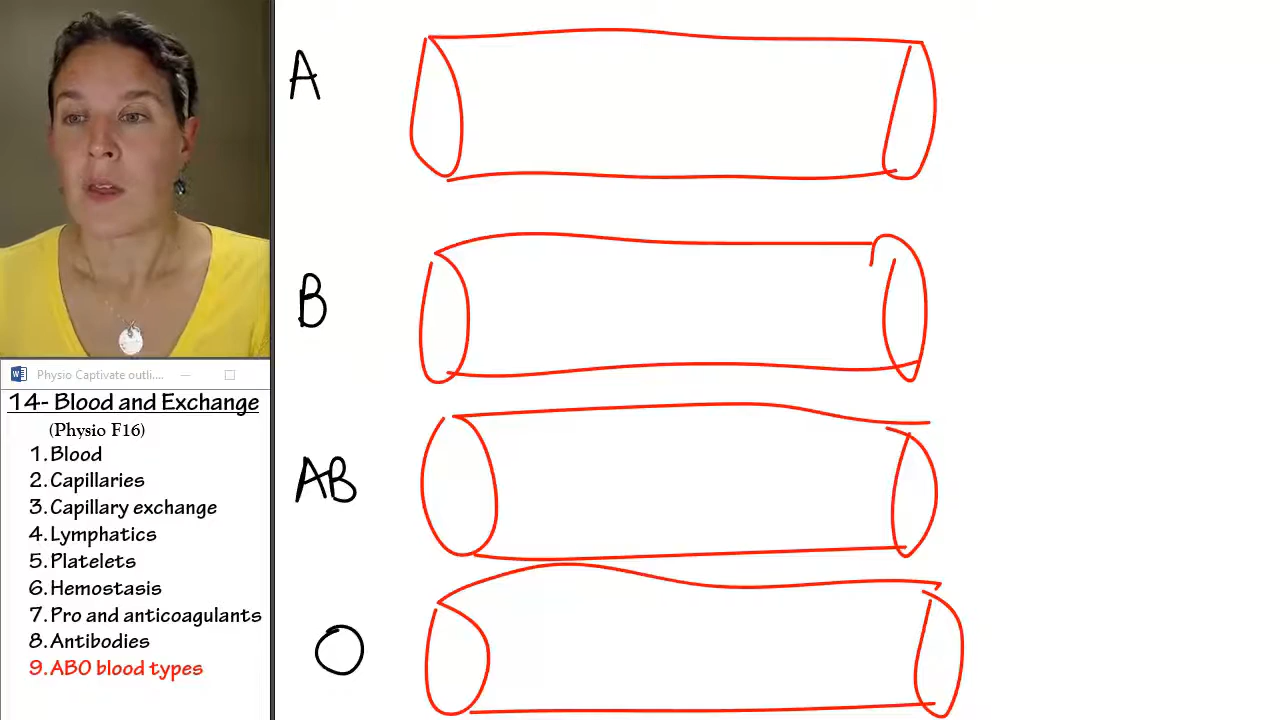 A
B
AB
O
Physio Captivate outli....
14- Blood and Exchange
(Physio F16)
1. Blood
2. Capillaries
3. Capillary exchange
4. Lymphatics
5. Platelets
6. Hemostasis
7. Pro and anticoagulants
8. Antibodies
9. ABO blood types